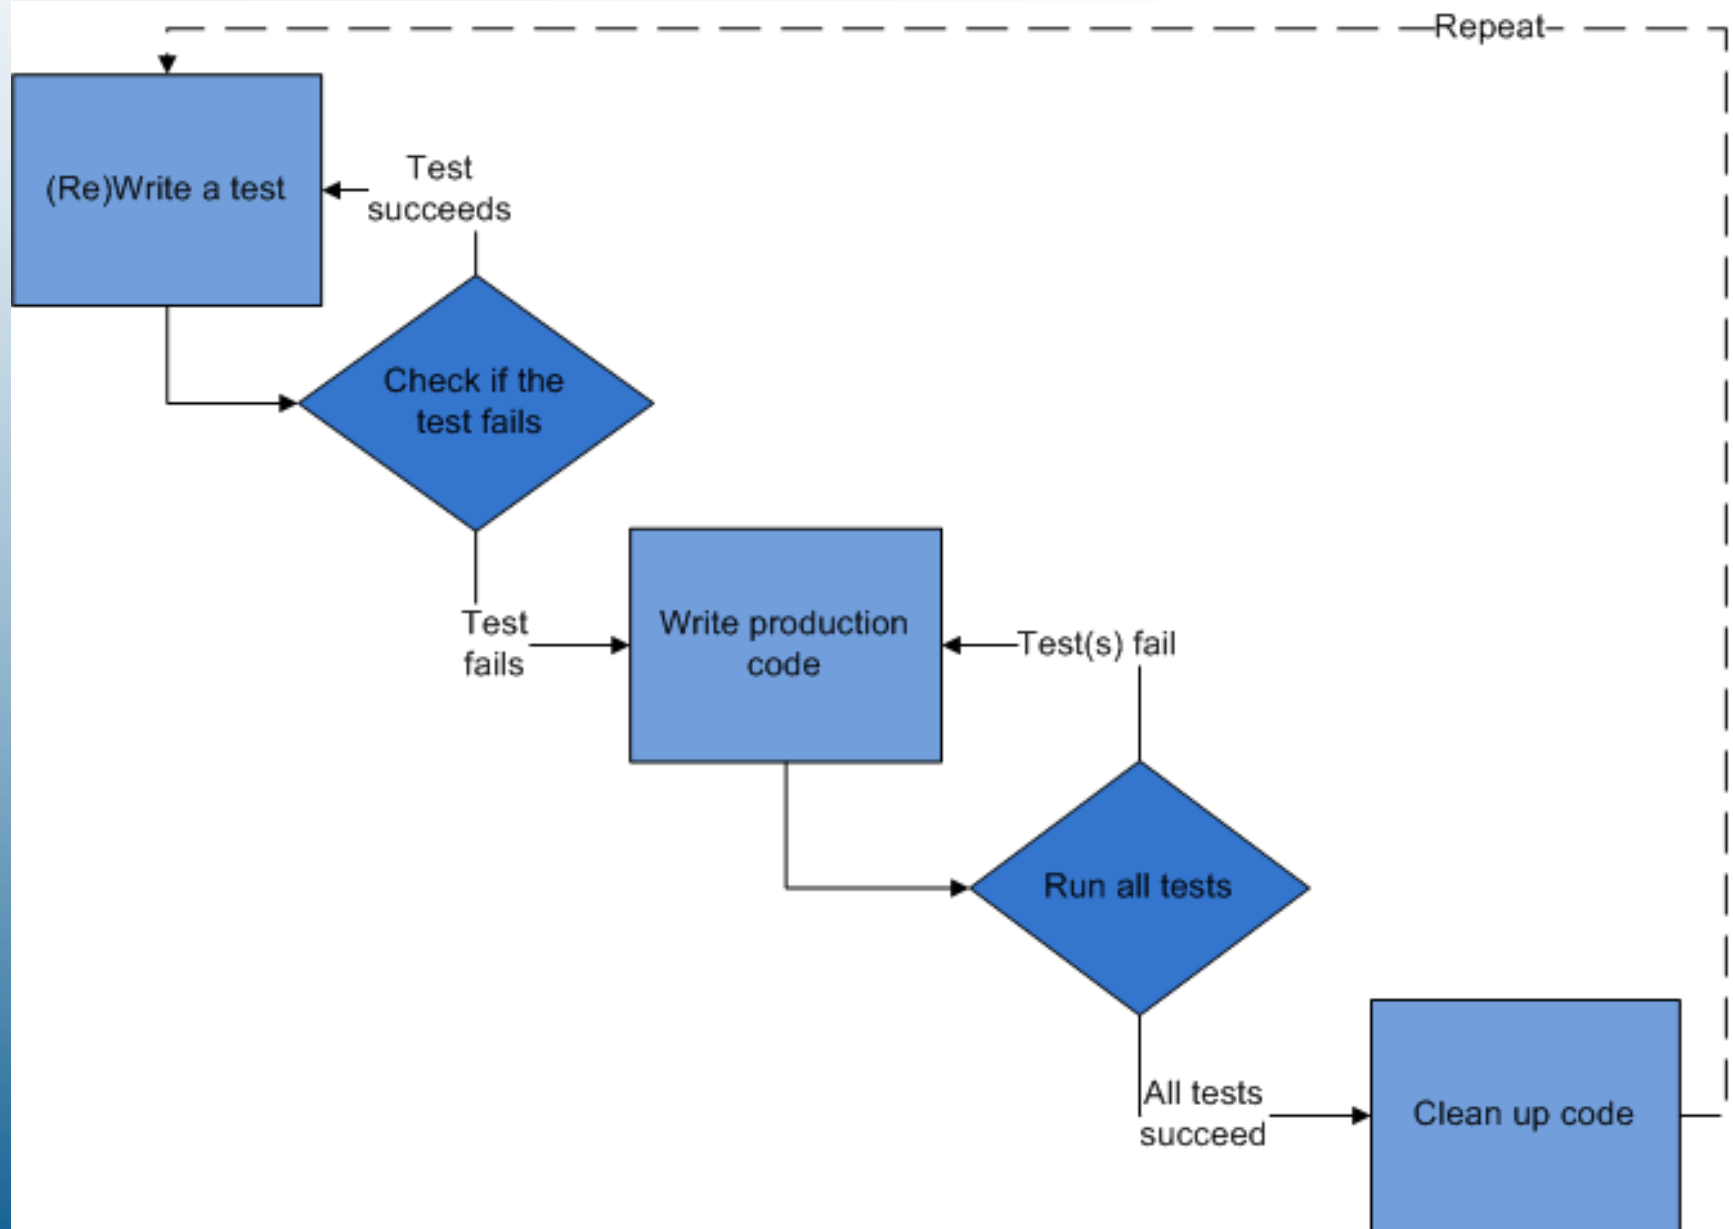 Repeat
(Re)Write a test
Test
succeeds
Check if the
test fails
Test
fails
Write production
code
Test(s) fail
Run all tests
All tests
succeed
Clean up code